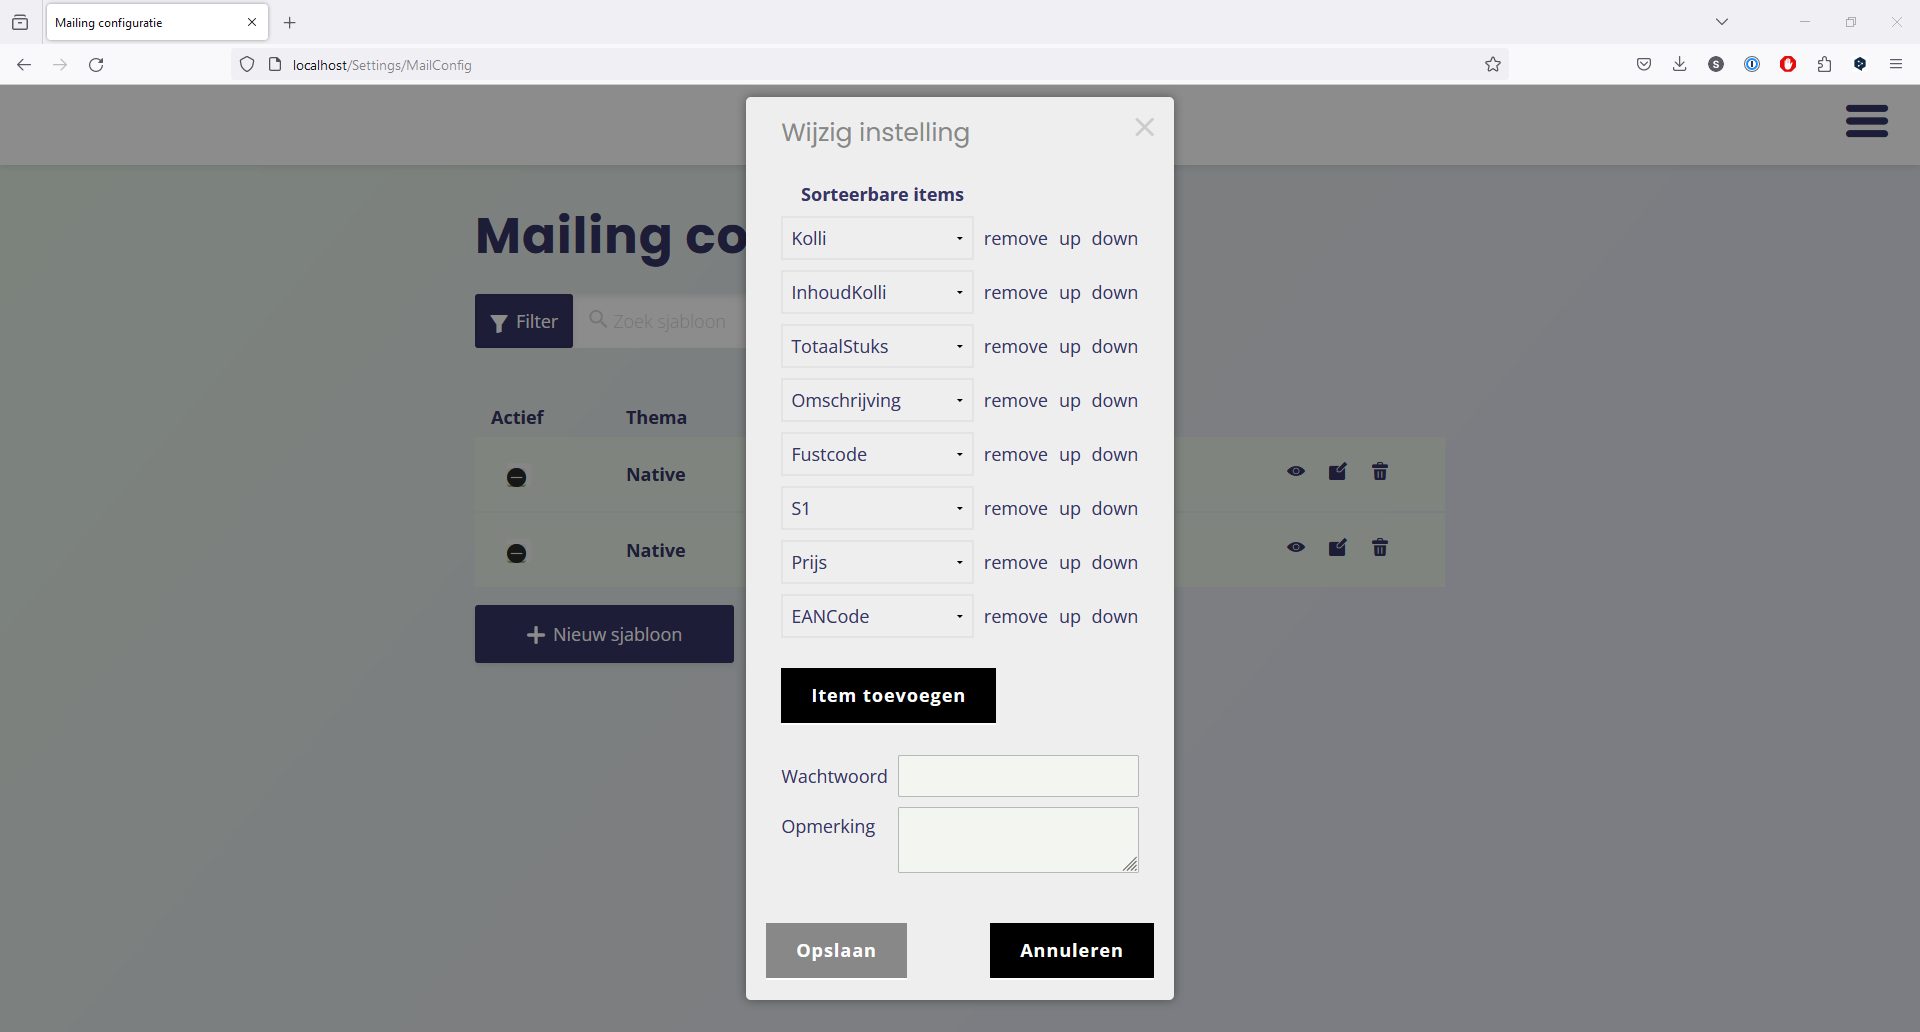 Mailing configuratie
localhost/Settings/MailConfig
Wijzig instelling
Sorteerbare items
Kolli remove up down
InhoudKolli remove up down
TotaalStuks remove up down
Omschrijving remove up down
Fustcode remove up down
S1 remove up down
Prijs remove up down
EANCode remove up down
Item toevoegen
Wachtwoord
Opmerking
Opslaan Annuleren
Mailing co
Filter Zoek sjabloon
Actief Thema
Native
Native
Nieuw sjabloon